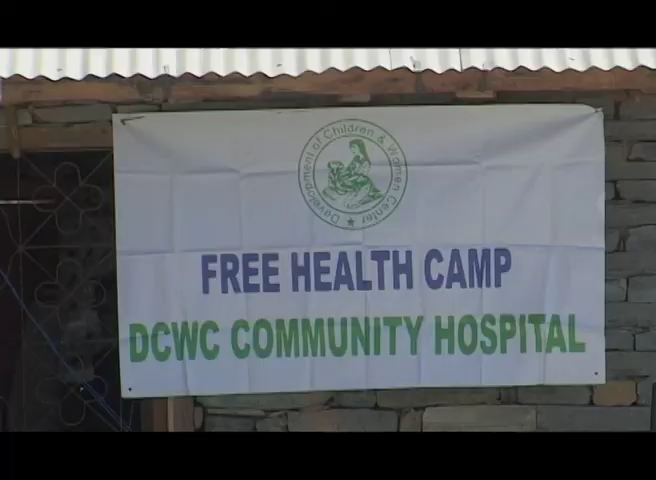 Development of Children & Women Center
FREE HEALTH CAMP
DCWC COMMUNITY HOSPITAL